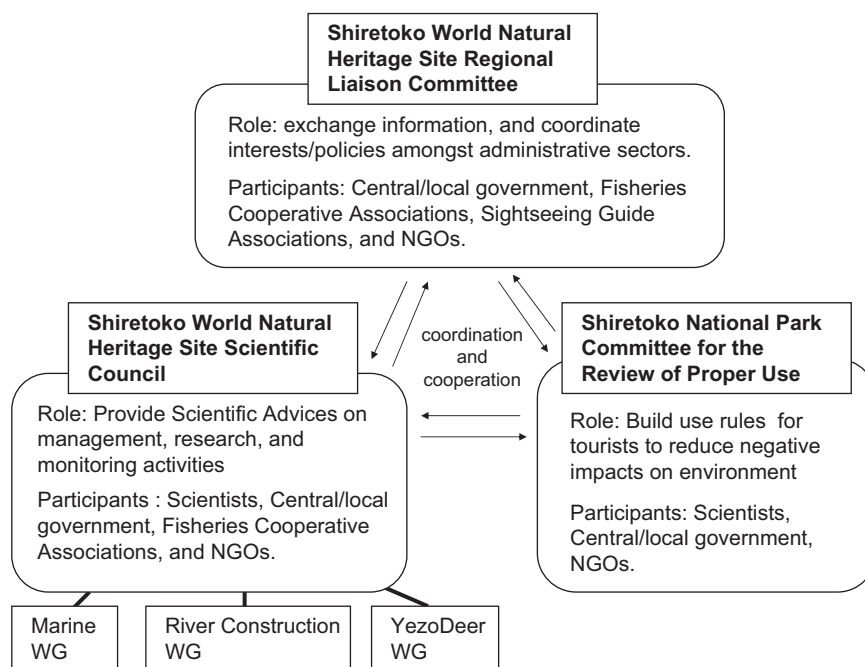 Shiretoko World Natural
Heritage Site Regional
Liaison Committee
Role: exchange information, and coordinate
interests/policies amongst administrative sectors.
Participants: Central/local government, Fisheries
Cooperative Associations, Sightseeing Guide
Associations, and NGOs.
coordination
and
cooperation
Shiretoko World Natural
Heritage Site Scientific
Council
Role: Provide Scientific Advices on
management, research, and
monitoring activities
Participants : Scientists, Central/local
government, Fisheries Cooperative
Associations, and NGOs.
Shiretoko National Park
Committee for the
Review of Proper Use
Role: Build use rules for
tourists to reduce negative
impacts on environment
Participants: Scientists,
Central/local government,
NGOs.
Marine
WG
River Construction
WG
YezoDeer
WG